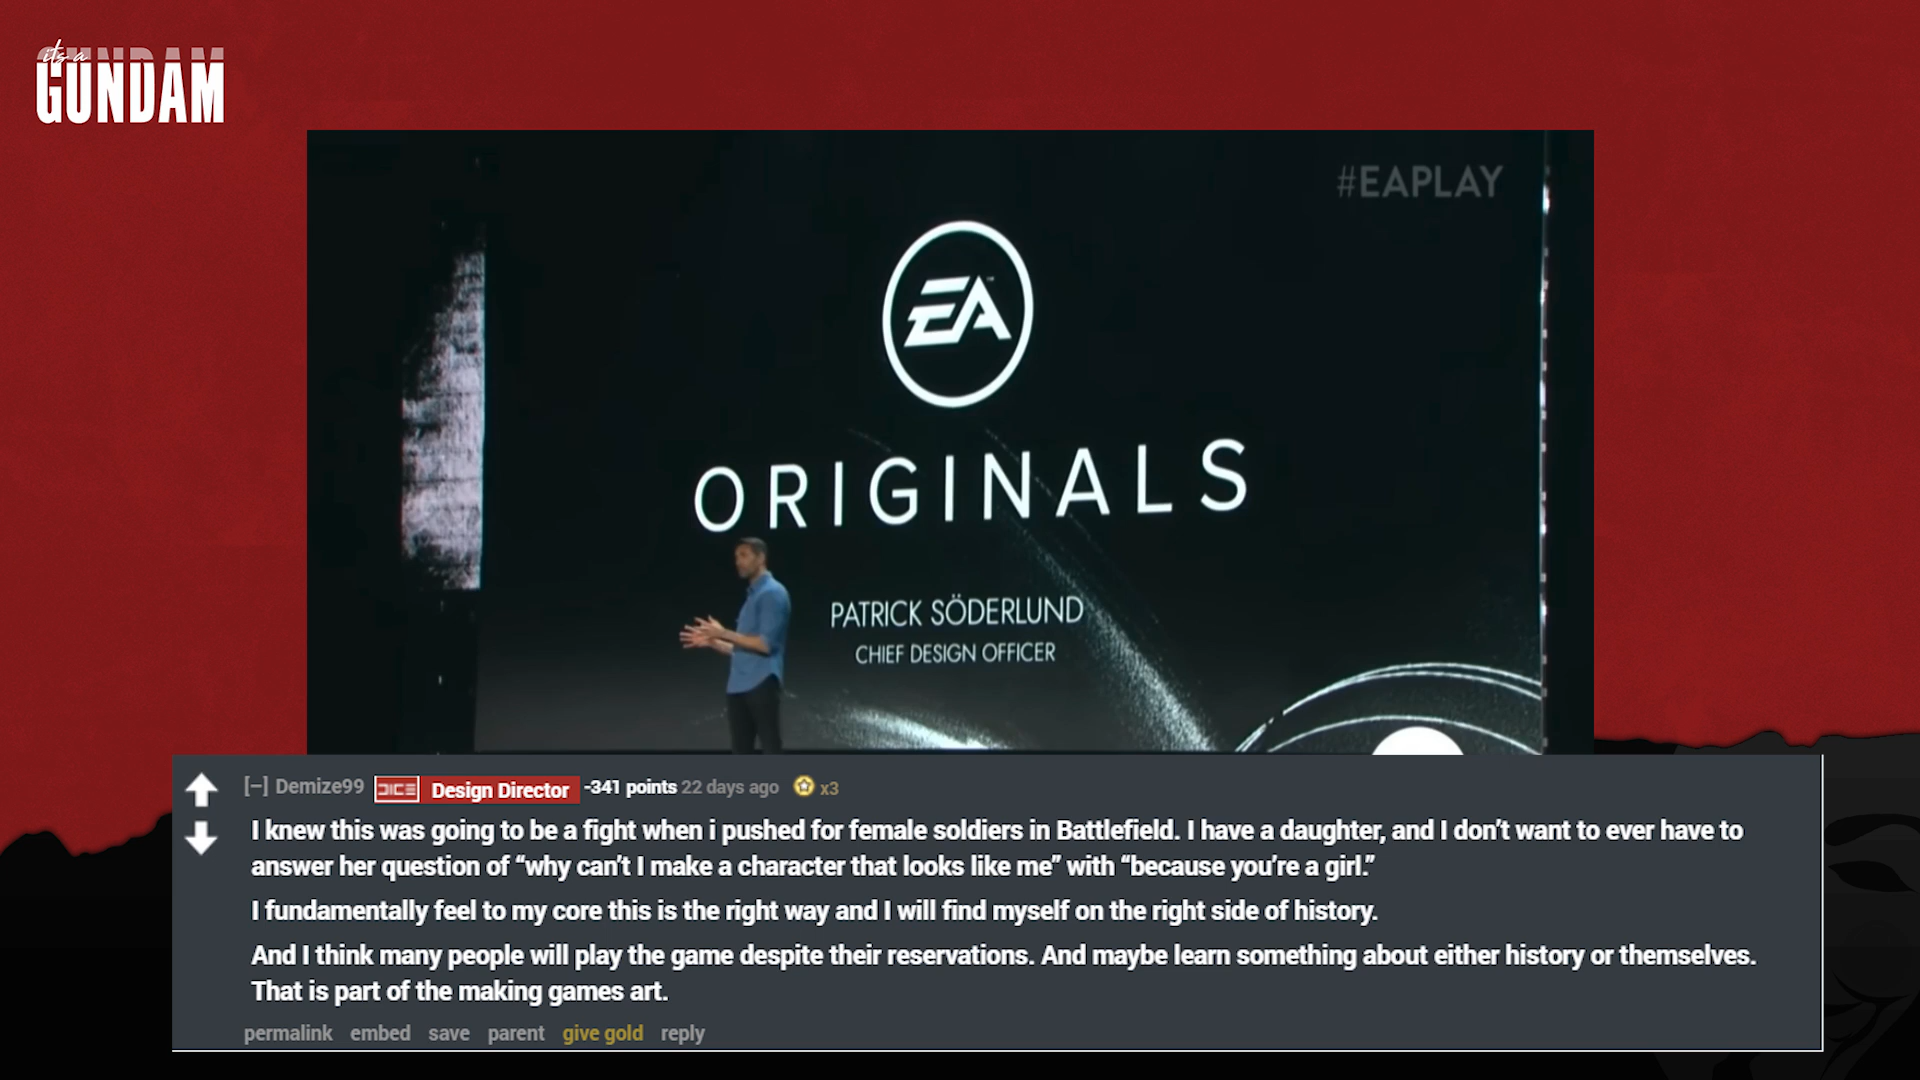 its a
GUNDAM
#EAPLAY
EA
ORIGINALS
PATRICK SÖDERLUND
CHIEF DESIGN OFFICER
[–] Demize99 DICE Design Director -341 points 22 days ago x3
I knew this was going to be a fight when i pushed for female soldiers in Battlefield. I have a daughter, and I don’t want to ever have to
answer her question of “why can’t I make a character that looks like me” with “because you’re a girl.”
I fundamentally feel to my core this is the right way and I will find myself on the right side of history.
And I think many people will play the game despite their reservations. And maybe learn something about either history or themselves.
That is part of the making games art.
permalink embed save parent give gold reply